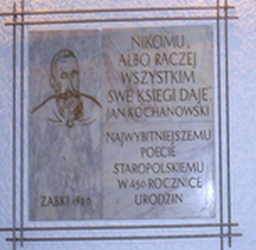 NIKOMU,
ALBO RACZEJ
WSZYSTKIM
SWE KSIĘGI DAJĘ
JAN KOCHANOWSKI
NAJWYBITNIEJSZEMU
POECIE
STAROPOLSKIEMU
W 450 ROCZNICĘ
URODZIN
ZĄBKI 1980